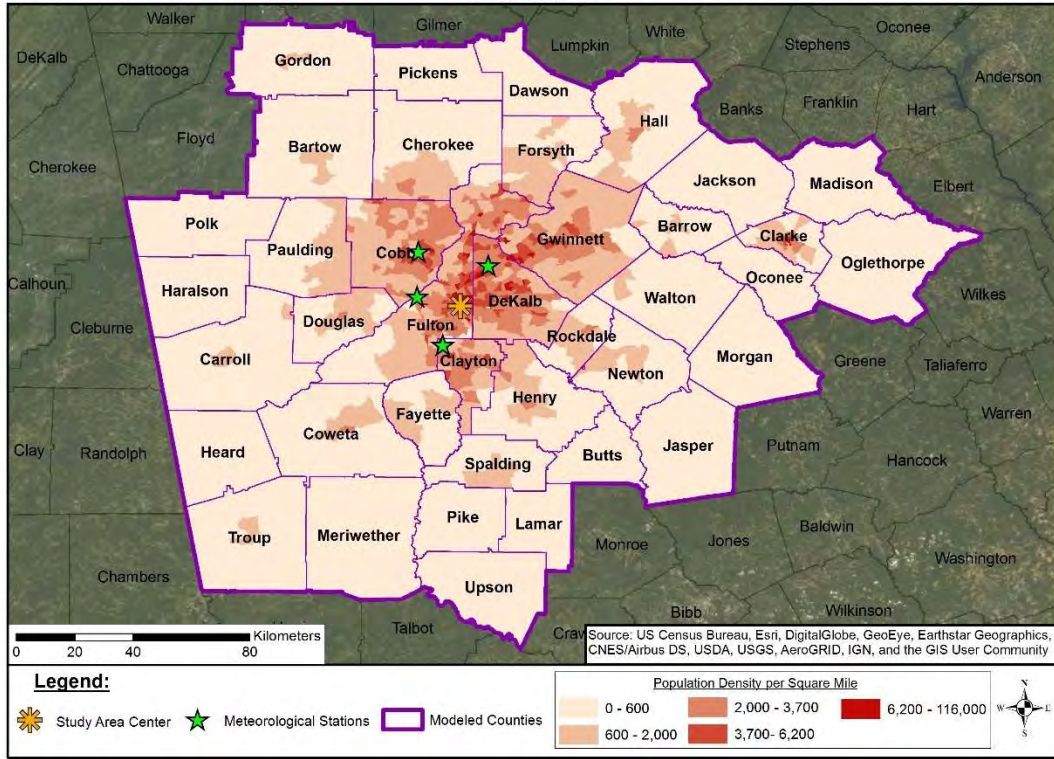 Walker
Gilmer
White
Oconee
Lumpkin
Stephens
DeKalb
Chattooga
Gordon
Pickens
Anderson
Dawson
Franklin
Hart
Banks
Hall
Floyd
Bartow
Cherokee
Forsyth
Cherokee
Jackson
Madison
Elbert
Polk
Barrow
Clarke
Gwinnett
Paulding
Cobb
Oglethorpe
Oconee
Calhoun
Haralson
DeKalb
Walton
Wilkes
Cleburne
Douglas
Fulton
Rockdale
Carroll
Clayton
Morgan
Greene
Taliaferro
Newton
Henry
Fayette
Warren
Coweta
Clay
Randolph
Heard
Jasper
Putnam
Butts
Spalding
Hancock
Pike
Lamar
Baldwin
Troup
Meriwether
Monroe
Jones
Washington
Chambers
Upson
Bibb
Wilkinson
Talbot
Craw
Kilometers
0 20 40 80
Source: US Census Bureau, Esri, DigitalGlobe, GeoEye, Earthstar Geographics,
CNES/Airbus DS, USDA, USGS, AeroGRID, IGN, and the GIS User Community
Legend:
Study Area Center
Meteorological Stations
Modeled Counties
Population Density per Square Mile
0 - 600
2,000 - 3,700
6,200 - 116,000
600 - 2,000
3,700- 6,200
N
W
E
S